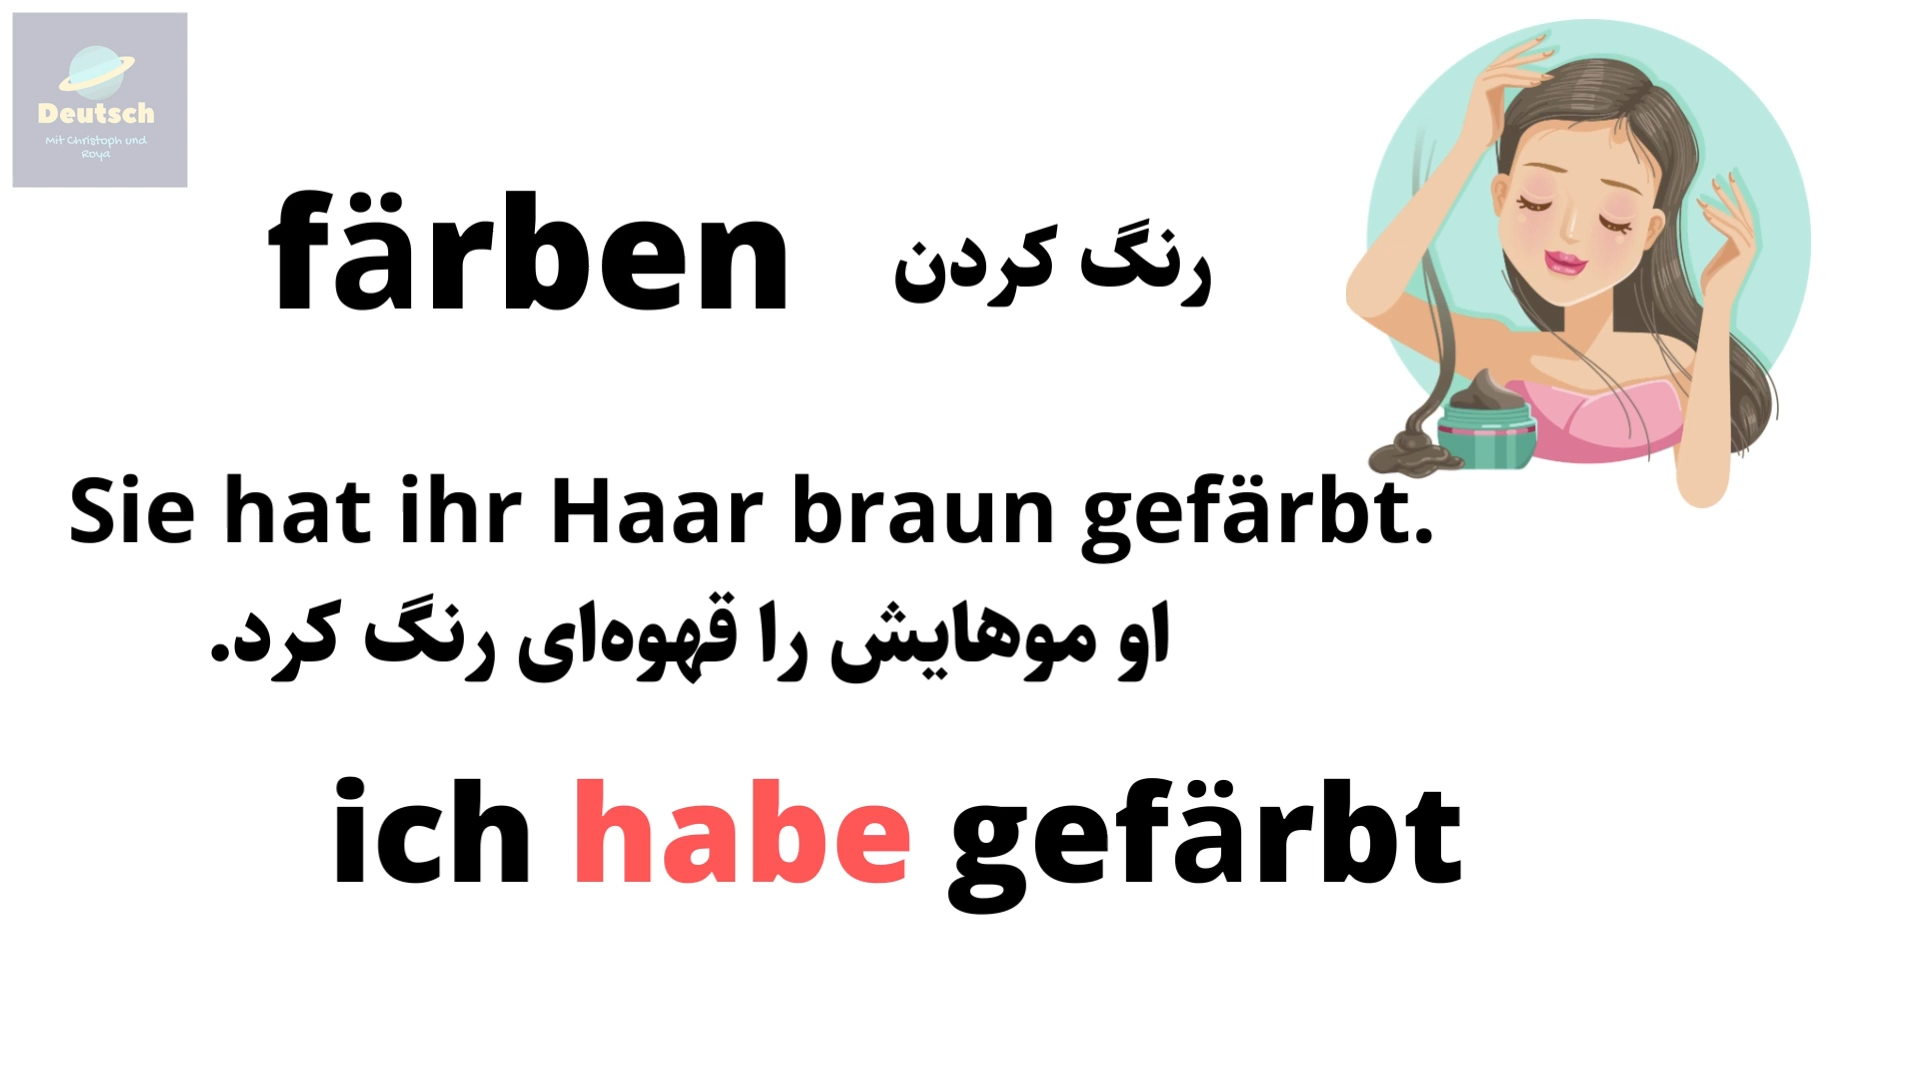 Deutsch
Mit Christoph und
Roya
färben رنگ کردن
Sie hat ihr Haar braun gefärbt.
او موهایش را قهوه‌ای رنگ کرد.
ich habe gefärbt